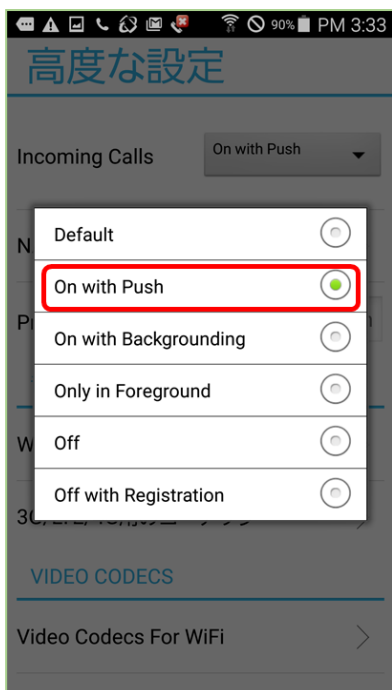 90% PM 3:33
高度な設定
Incoming Calls
On with Push
Default
On with Push
On with Backgrounding
Only in Foreground
Off
Off with Registration
VIDEO CODECS
Video Codecs For WiFi